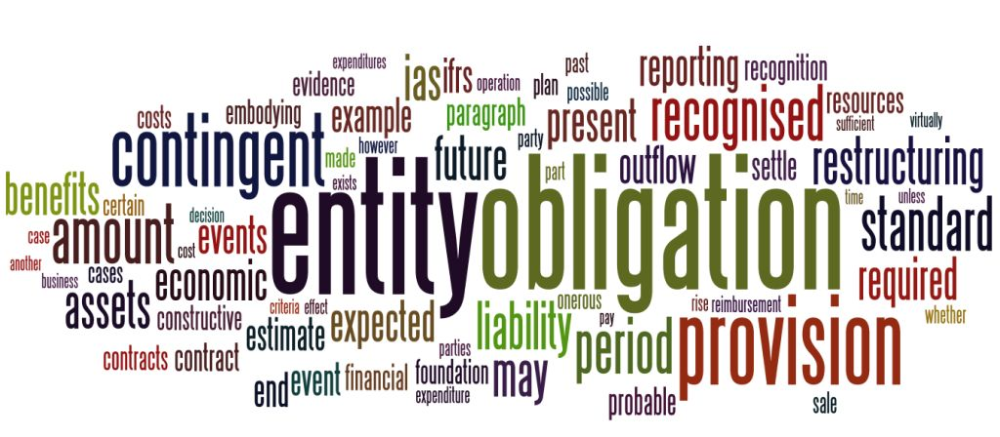 expenditures
evidence
ias
ifrs
operation
plan
past
possible
reporting
recognition
costs
embodying
example
paragraph
party
present
recognised
resources
sufficient
virtually
contingent
made
however
exists
future
part
outflow
settle
restructuring
benefits
certain
decision
entity
obligation
time
unless
standard
case
amount
cost
events
another
business
cases
economic
required
assets
constructive
criteria
effect
expected
liability
onerous
pay
rise
reimbursement
whether
estimate
period
provision
contracts
contract
parties
end
event
financial
foundation
expenditure
may
probable
sale